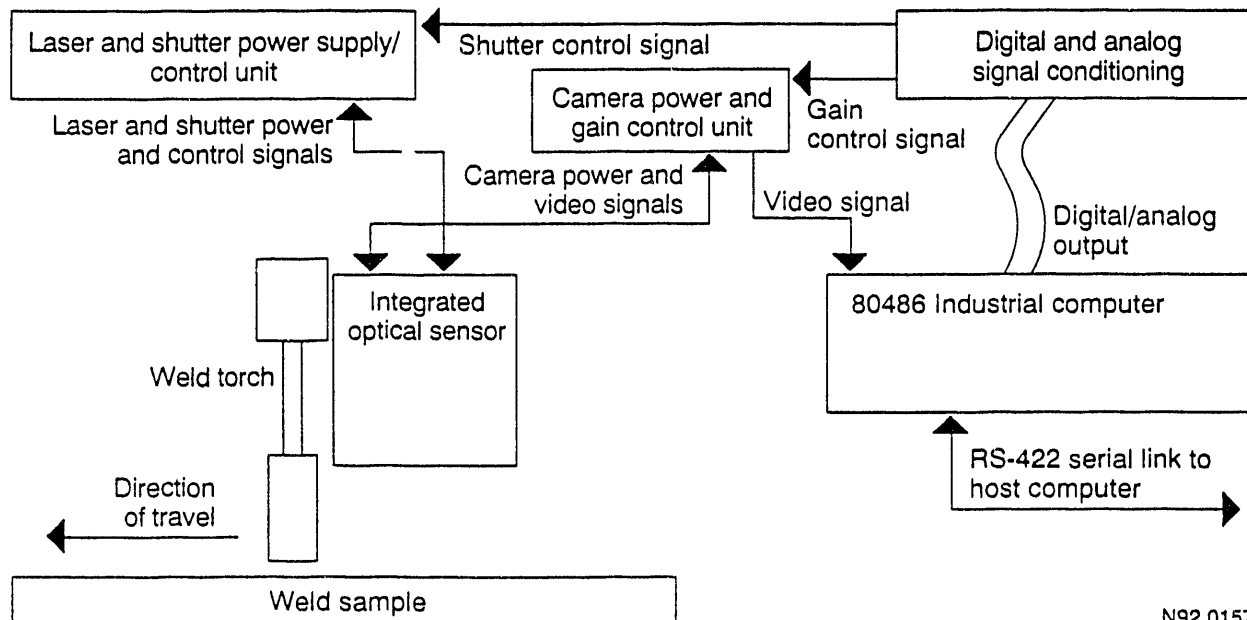 Laser and shutter power supply/
control unit
Shutter control signal
Digital and analog
signal conditioning
Camera power and
gain control unit
Gain
control signal
Laser and shutter power
and control signals
Camera power and
video signals
Video signal
Digital/analog
output
Integrated
optical sensor
80486 Industrial computer
Weld torch
RS-422 serial link to
host computer
Direction
of travel
Weld sample
N92 0157